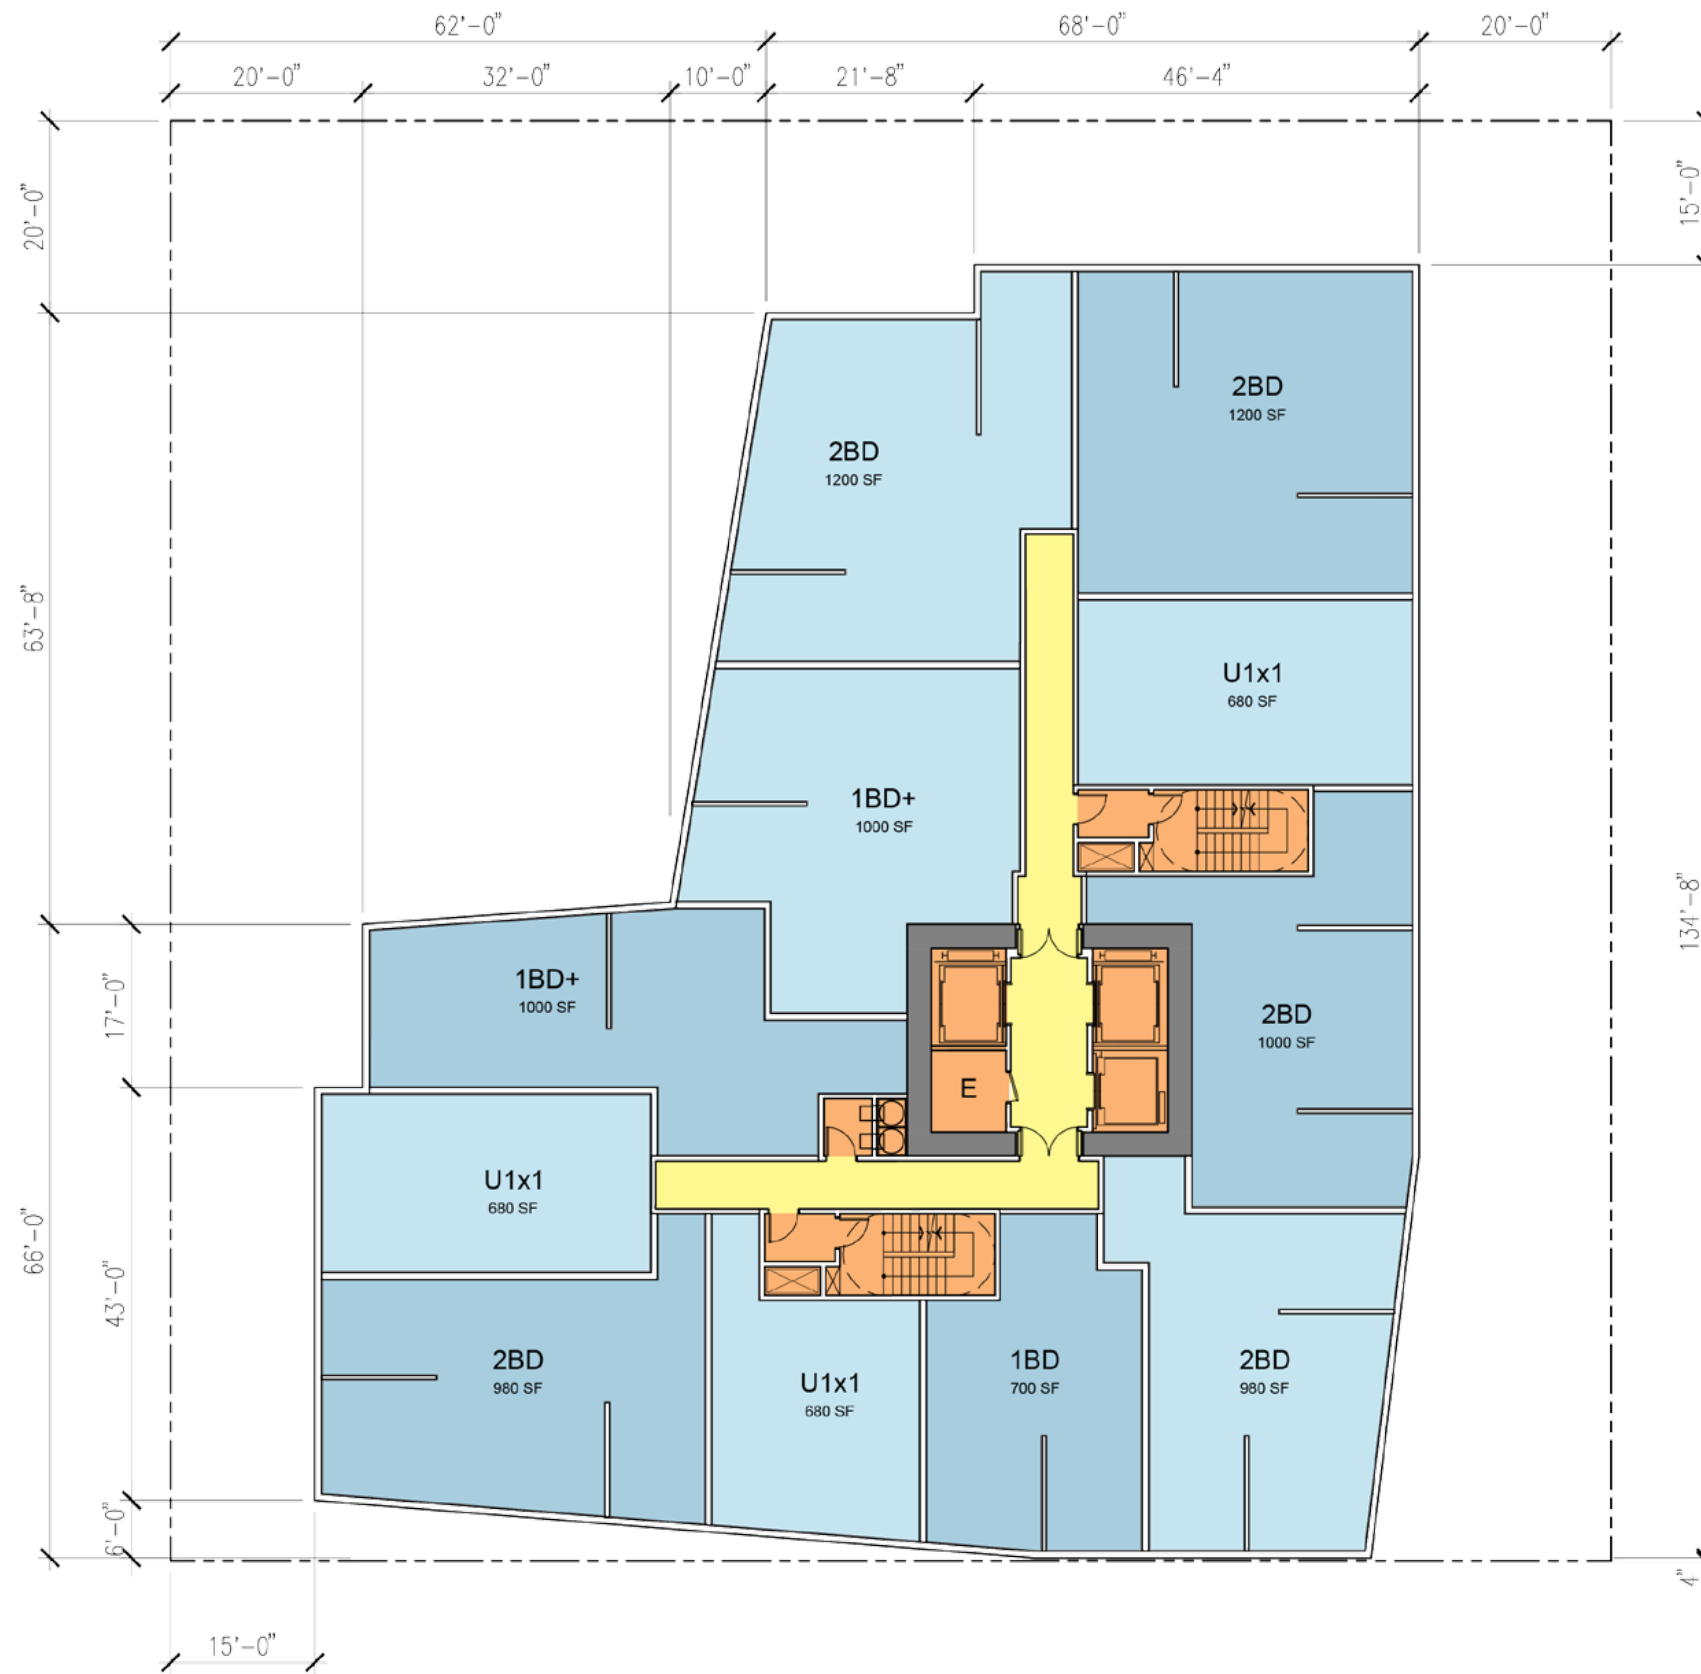 62'-0"
68'-0"
20'-0"
20'-0"
32'-0"
10'-0"
21'-8"
46'-4"
20'-0"
15'-0"
2BD
1200 SF
2BD
1200 SF
63'-8"
U1x1
680 SF
1BD+
1000 SF
134'-8"
1BD+
1000 SF
17'-0"
2BD
1000 SF
E
U1x1
680 SF
66'-0"
43'-0"
2BD
980 SF
U1x1
680 SF
1BD
700 SF
2BD
980 SF
6'-0"
4"
15'-0"